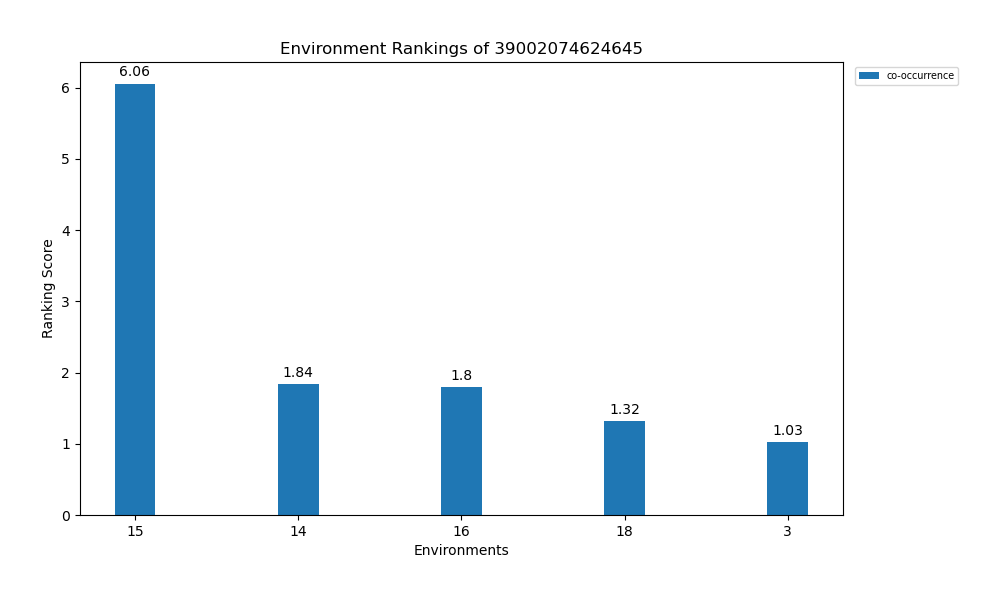 Environment Rankings of 39002074624645
co-occurrence
Ranking Score
6
5
4
3
2
1
0
6.06
1.84
1.8
1.32
1.03
15 14 16 18 3
Environments